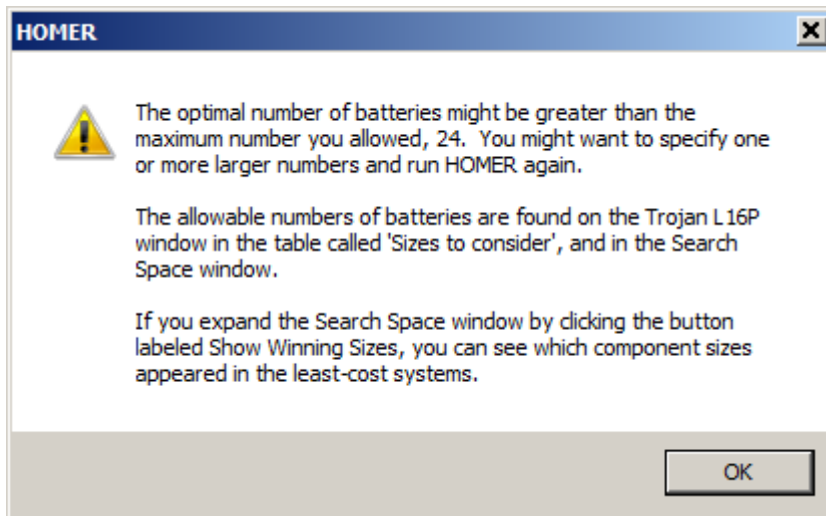 HOMER
The optimal number of batteries might be greater than the
maximum number you allowed, 24.  You might want to specify one
or more larger numbers and run HOMER again.
The allowable numbers of batteries are found on the Trojan L16P
window in the table called 'Sizes to consider', and in the Search
Space window.
If you expand the Search Space window by clicking the button
labeled Show Winning Sizes, you can see which component sizes
appeared in the least-cost systems.
OK